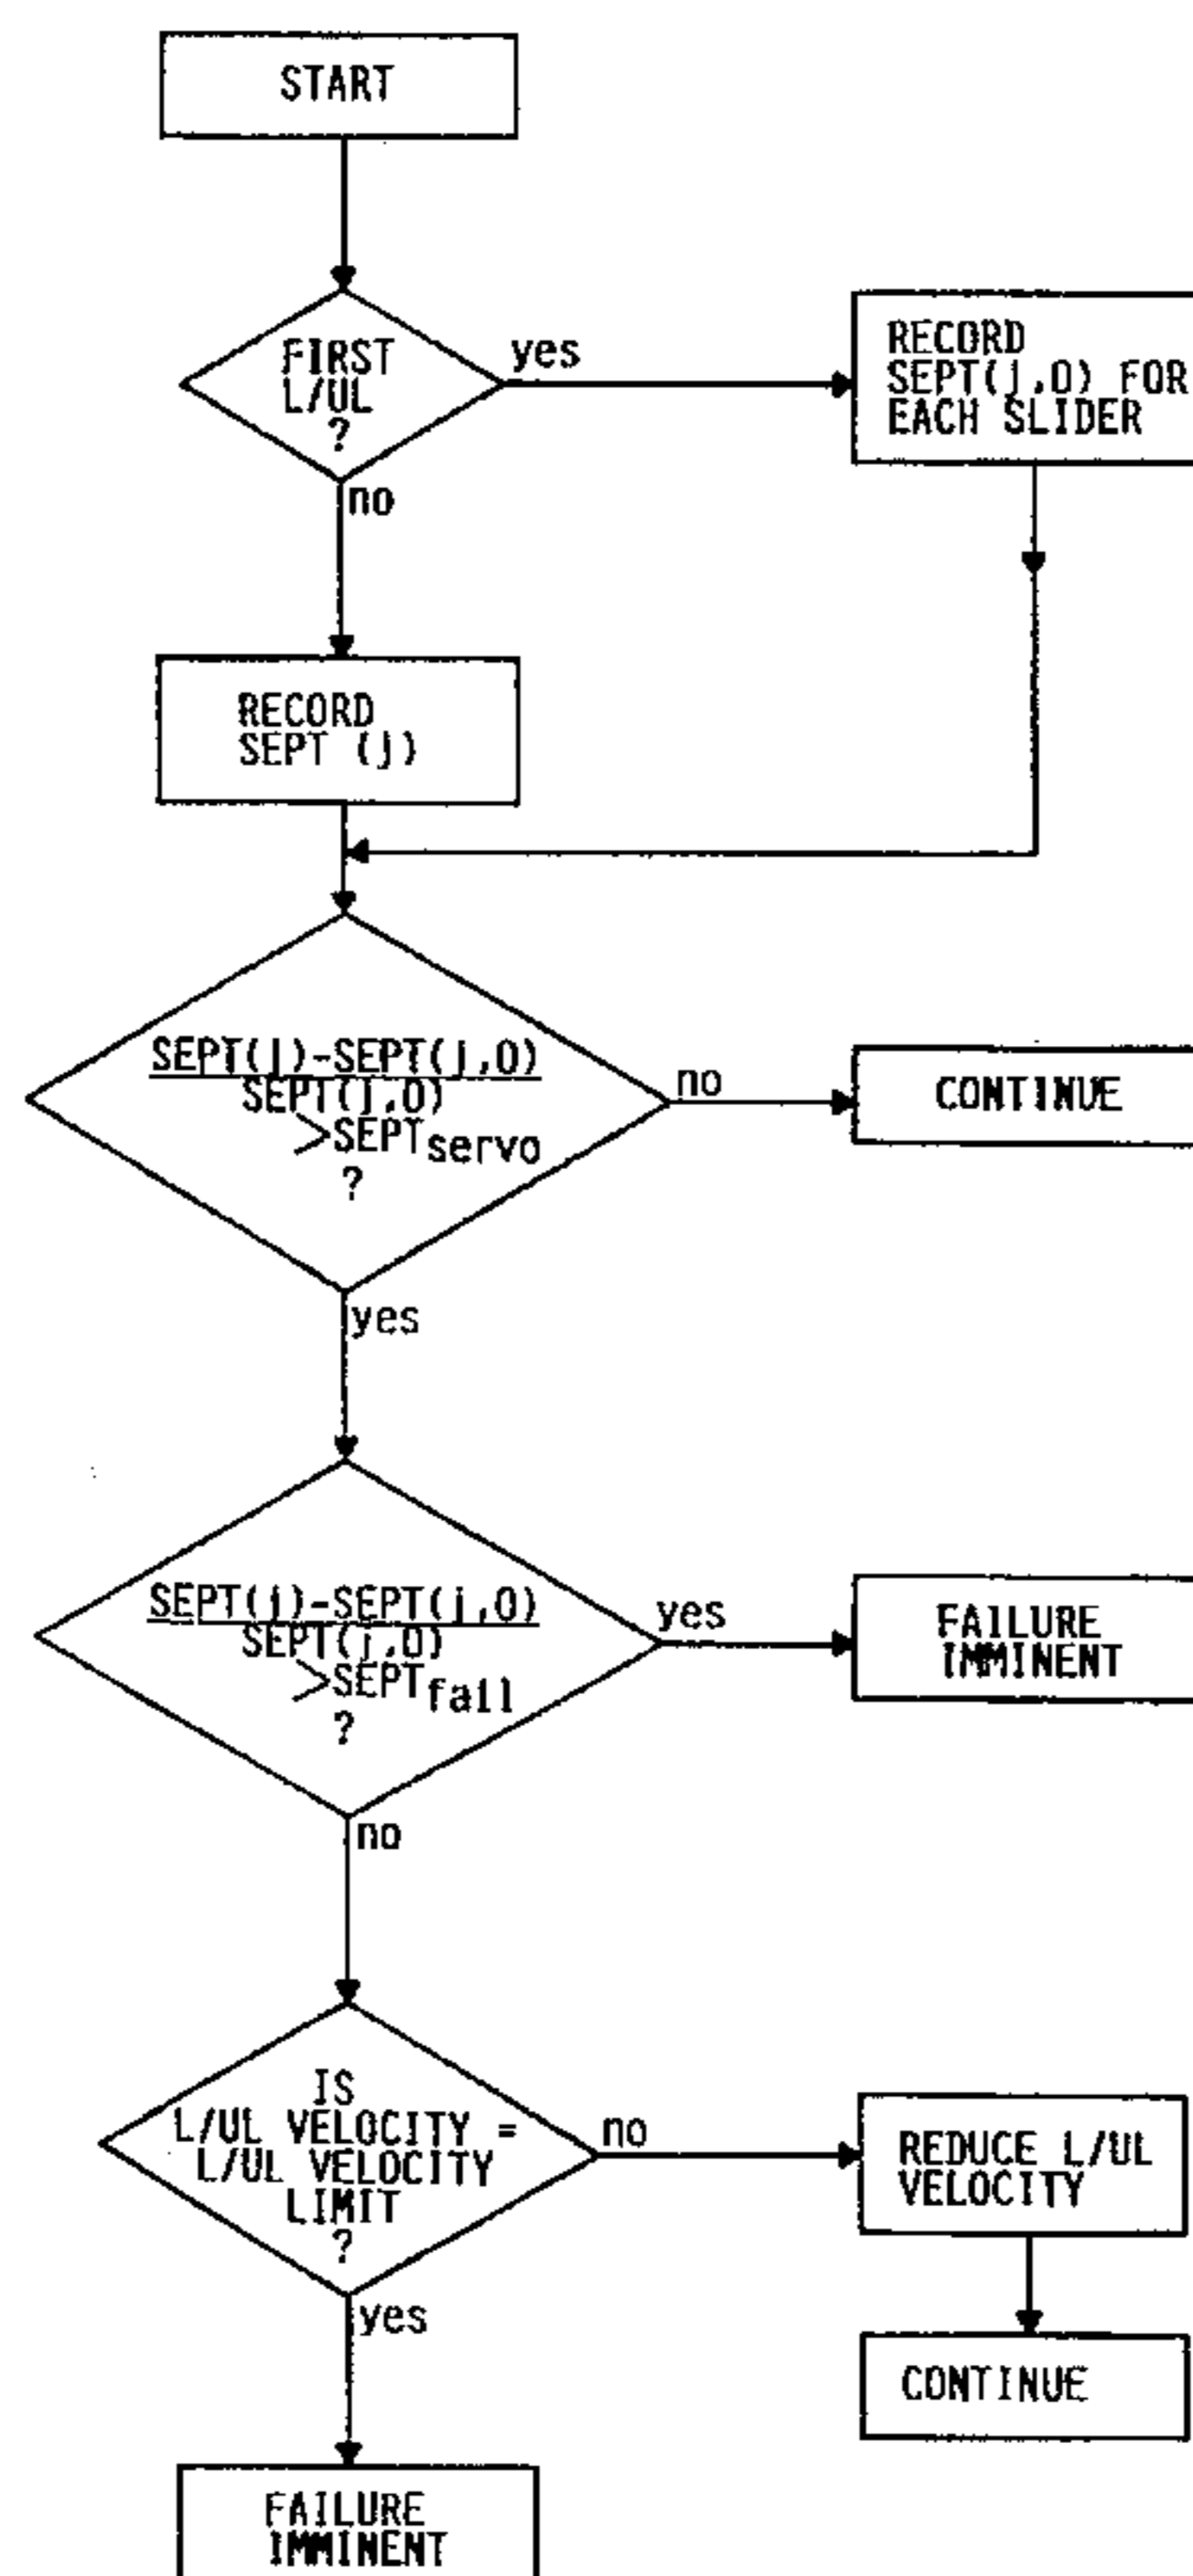 START
FIRST
L/UL
?
yes
no
RECORD
SEPT(j,0) FOR
EACH SLIDER
RECORD
SEPT (j)
SEPT(j)-SEPT(j,0)
SEPT(j,0)
>SEPTservo
?
no
yes
CONTINUE
SEPT(j)-SEPT(j,0)
SEPT(j,0)
>SEPTfail
?
yes
no
FAILURE
IMMINENT
IS
L/UL VELOCITY =
L/UL VELOCITY
LIMIT
?
no
yes
REDUCE L/UL
VELOCITY
CONTINUE
FAILURE
IMMINENT